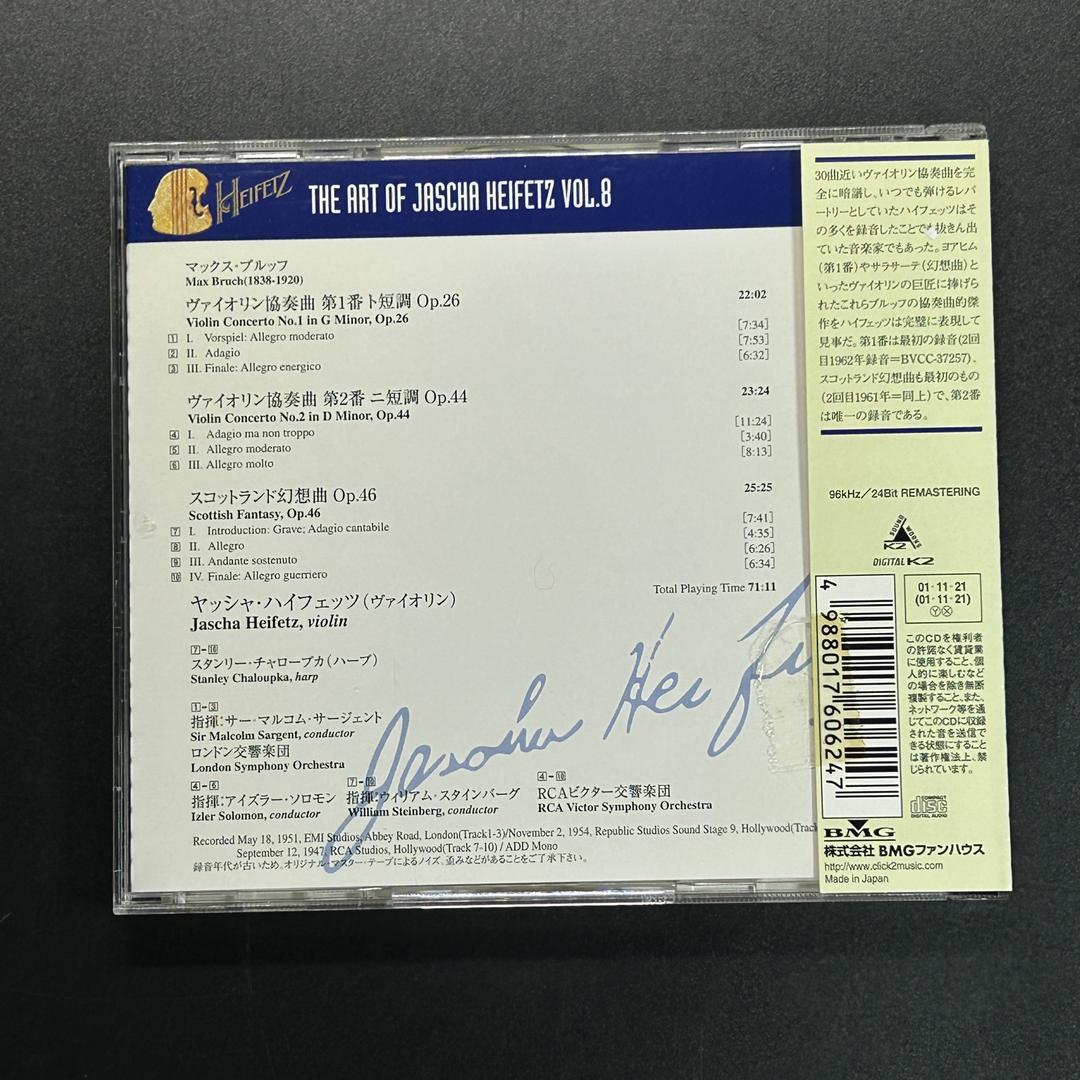 HEIFETZ
THE ART OF JASCHA HEIFETZ VOL.8
マックス・ブルッフ
Max Bruch(1838-1920)
ヴァイオリン協奏曲 第1番 ト短調 Op.26 22:02
Violin Concerto No.1 in G Minor, Op.26
1 I. Vorspiel: Allegro moderato [7:34]
2 II. Adagio [7:53]
3 III. Finale: Allegro energico [6:32]
ヴァイオリン協奏曲 第2番 ニ短調 Op.44 23:24
Violin Concerto No.2 in D Minor, Op.44
4 I. Adagio ma non troppo [11:24]
5 II. Allegro moderato [3:40]
6 III. Allegro molto [8:13]
スコットランド幻想曲 Op.46 25:25
Scottish Fantasy, Op.46
7 I. Introduction: Grave; Adagio cantabile [7:41]
8 II. Allegro [4:35]
9 III. Andante sostenuto [6:26]
10 IV. Finale: Allegro guerriero [6:34]
Total Playing Time 71:11
ヤッシャ・ハイフェッツ(ヴァイオリン)
Jascha Heifetz, violin
7-10
スタンリー・チャロープカ(ハープ)
Stanley Chaloupka, harp
1-3
指揮:サー・マルコム・サージェント
Sir Malcolm Sargent, conductor
ロンドン交響楽団
London Symphony Orchestra
4-6
指揮:アイズラー・ソロモン
Izler Solomon, conductor
7-10
指揮:ウィリアム・スタインバーグ
William Steinberg, conductor
4-10
RCAビクター交響楽団
RCA Victor Symphony Orchestra
Recorded May 18, 1951, EMI Studios, Abbey Road, London(Track1-3)/November 2, 1954, Republic Studios Sound Stage 9, Hollywood(Track
September 12, 1947, RCA Studios, Hollywood(Track 7-10) / ADD Mono
録音年代が古いため、オリジナル・マスター・テープによるノイズ、歪みなどがあることをご了承下さい。
Jascha Heife
30曲近いヴァイオリン協奏曲を完
全に暗譜し、いつでも弾けるレパ
ートリーとしていたハイフェッツはそ
の多くを録音したことでも抜きん出
ていた音楽家でもあった。ヨアヒム
(第1番)やサラサーテ(幻想曲)と
いったヴァイオリンの巨匠に捧げら
れたこれらブルッフの協奏曲的傑
作をハイフェッツは完璧に表現して
見事だ。第1番は最初の録音(2回
目1962年録音=BVCC-37257)、
スコットランド幻想曲も最初のもの
(2回目1961年=同上)で、第2番
は唯一の録音である。
96kHz/24Bit REMASTERING
K2
DIGITAL K2
4 988017 606247
01・11・21
(01・11・21)
Ⓨ Ⓧ
このCDを権利者
の許諾なく賃貸業
に使用すること、個
人的に楽しむなど
の場合を除き無断
複製すること、また、
ネットワーク等を通
じてこのCDに収録
された音を送信で
きる状態にすること
は著作権法上、禁
じられています。
COMPACT
disc
DIGITAL AUDIO
BMG
株式会社 BMGファンハウス
http://www.click2music.com
Made in Japan